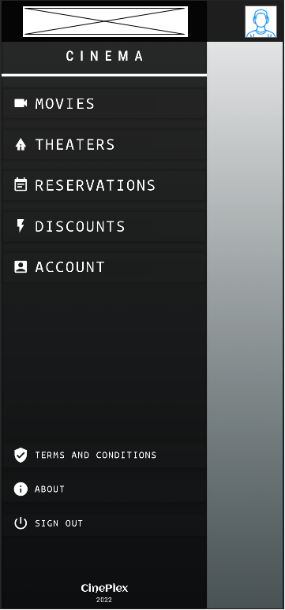 CINEMA
MOVIES
THEATERS
RESERVATIONS
DISCOUNTS
ACCOUNT
TERMS AND CONDITIONS
ABOUT
SIGN OUT
CinePlex
2022